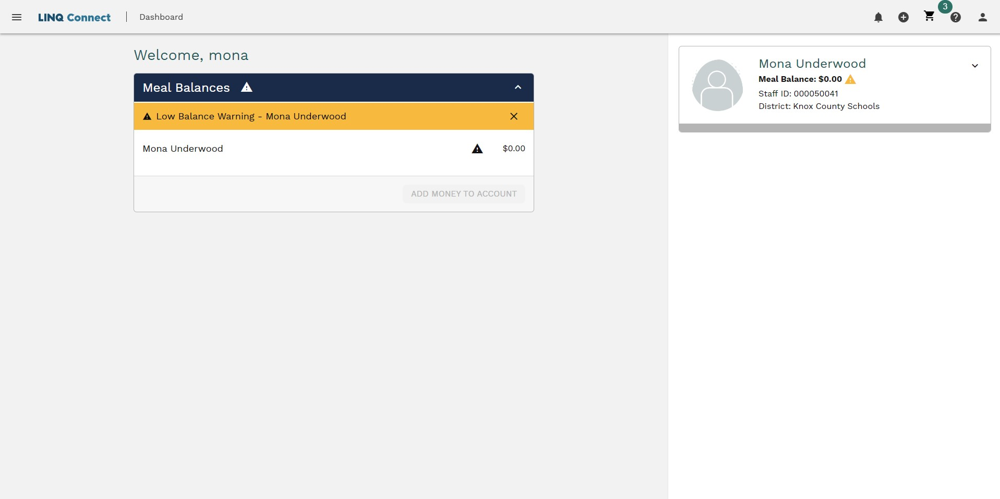 LINQ Connect
Dashboard
3
Welcome, mona
Meal Balances
Low Balance Warning - Mona Underwood
Mona Underwood
$0.00
ADD MONEY TO ACCOUNT
Mona Underwood
Meal Balance: $0.00
Staff ID: 000050041
District: Knox County Schools